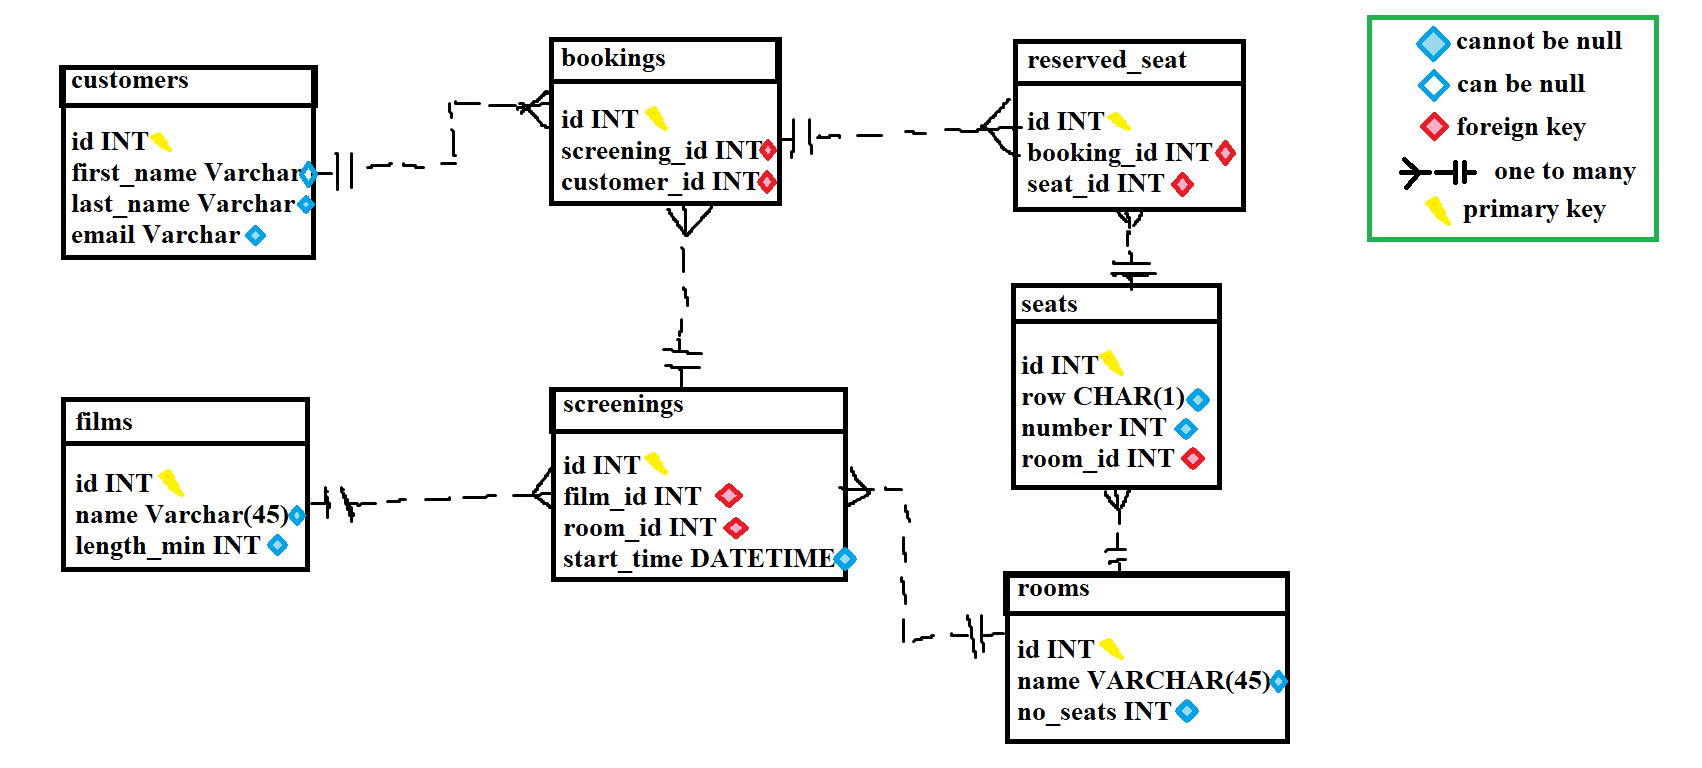 customers
id INT
first_name Varchar
last_name Varchar
email Varchar
bookings
id INT
screening_id INT
customer_id INT
reserved_seat
id INT
booking_id INT
seat_id INT
cannot be null
can be null
foreign key
one to many
primary key
films
id INT
name Varchar(45)
length_min INT
screenings
id INT
film_id INT
room_id INT
start_time DATETIME
seats
id INT
row CHAR(1)
number INT
room_id INT
rooms
id INT
name VARCHAR(45)
no_seats INT